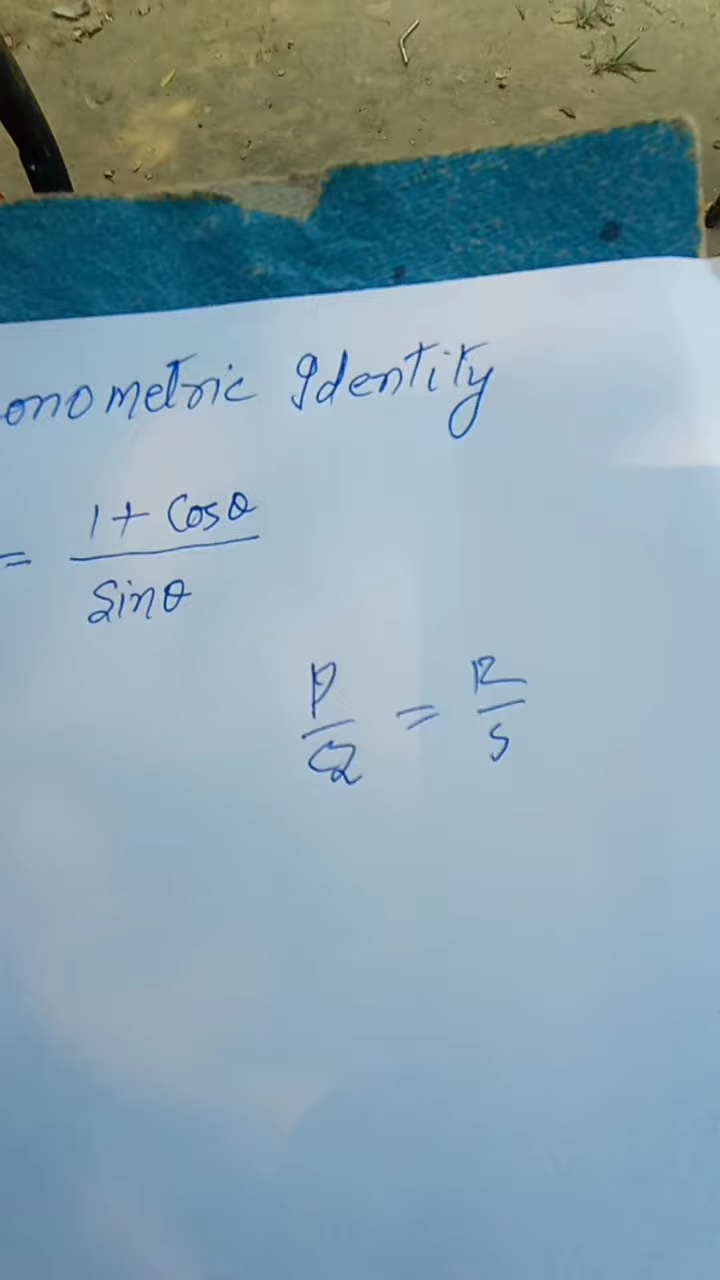 onometric Identity
= 1 + Cosθ / Sinθ
P / Q = R / S